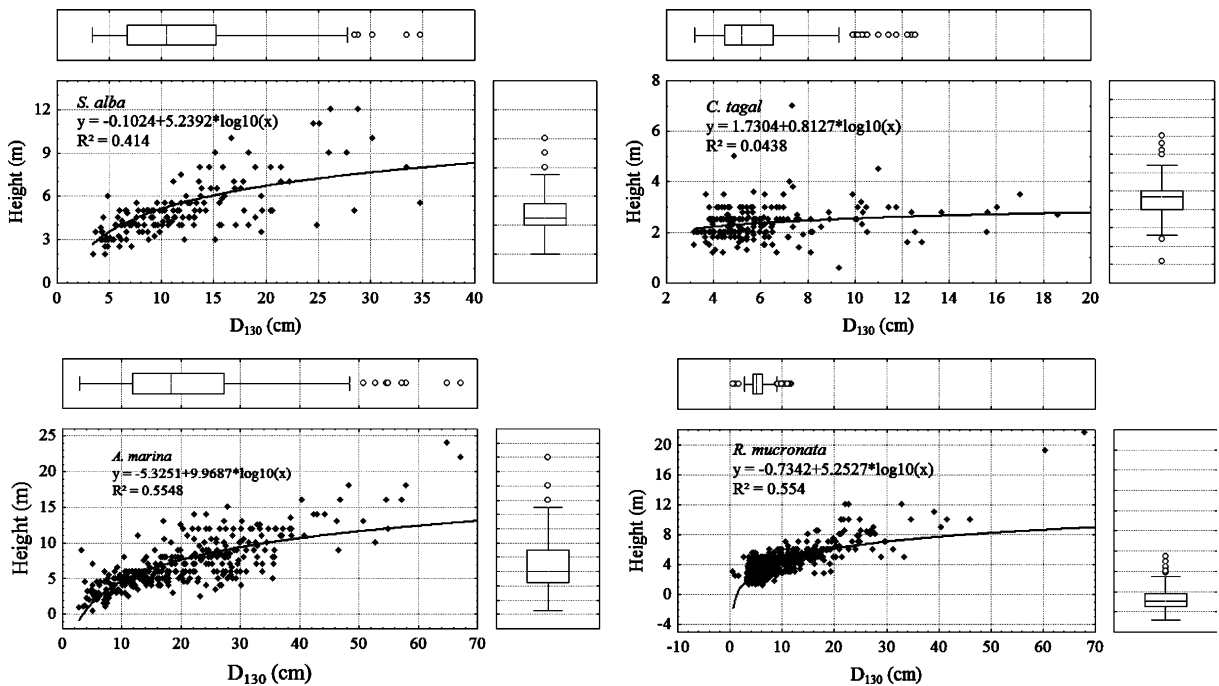 S. alba
y = -0.1024+5.2392*log10(x)
R² = 0.414
Height (m)
12
9
6
3
0
0 5 10 15 20 25 30 35 40
D₁₃₀ (cm)
C. tagal
y = 1.7304+0.8127*log10(x)
R² = 0.0438
Height (m)
8
6
4
2
0
2 4 6 8 10 12 14 16 18 20
D₁₃₀ (cm)
A. marina
y = -5.3251+9.9687*log10(x)
R² = 0.5548
Height (m)
25
20
15
10
5
0
0 10 20 30 40 50 60 70
D₁₃₀ (cm)
R. mucronata
y = -0.7342+5.2527*log10(x)
R² = 0.554
Height (m)
20
16
12
8
4
0
-4
-10 0 10 20 30 40 50 60 70
D₁₃₀ (cm)